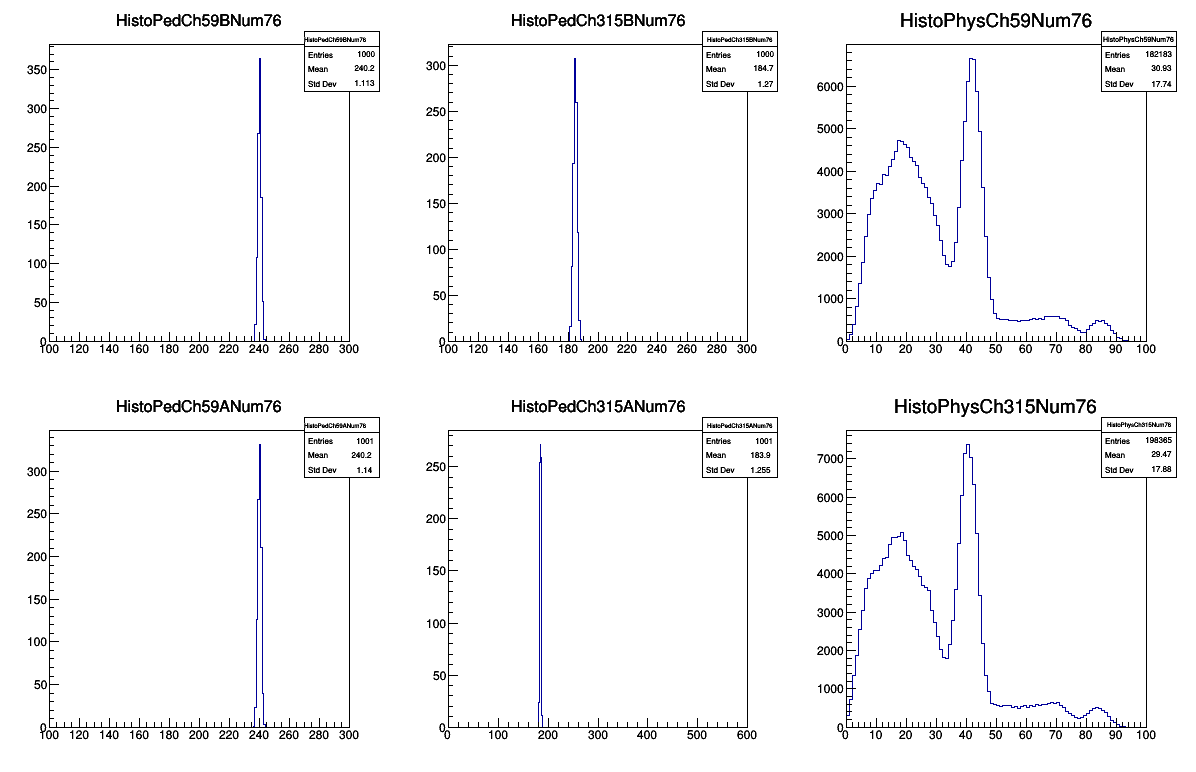 HistoPedCh59BNum76
HistoPedCh59BNum76
Entries 1000
Mean 240.2
Std Dev 1.113
350
300
250
200
150
100
50
0
100 120 140 160 180 200 220 240 260 280 300
HistoPedCh315BNum76
HistoPedCh315BNum76
Entries 1000
Mean 184.7
Std Dev 1.27
300
250
200
150
100
50
0
100 120 140 160 180 200 220 240 260 280 300
HistoPhysCh59Num76
HistoPhysCh59Num76
Entries 182183
Mean 30.93
Std Dev 17.74
6000
5000
4000
3000
2000
1000
0
0 10 20 30 40 50 60 70 80 90 100
HistoPedCh59ANum76
HistoPedCh59ANum76
Entries 1001
Mean 240.2
Std Dev 1.14
300
250
200
150
100
50
0
100 120 140 160 180 200 220 240 260 280 300
HistoPedCh315ANum76
HistoPedCh315ANum76
Entries 1001
Mean 183.9
Std Dev 1.255
250
200
150
100
50
0
0 100 200 300 400 500 600
HistoPhysCh315Num76
HistoPhysCh315Num76
Entries 198365
Mean 29.47
Std Dev 17.88
7000
6000
5000
4000
3000
2000
1000
0
0 10 20 30 40 50 60 70 80 90 100